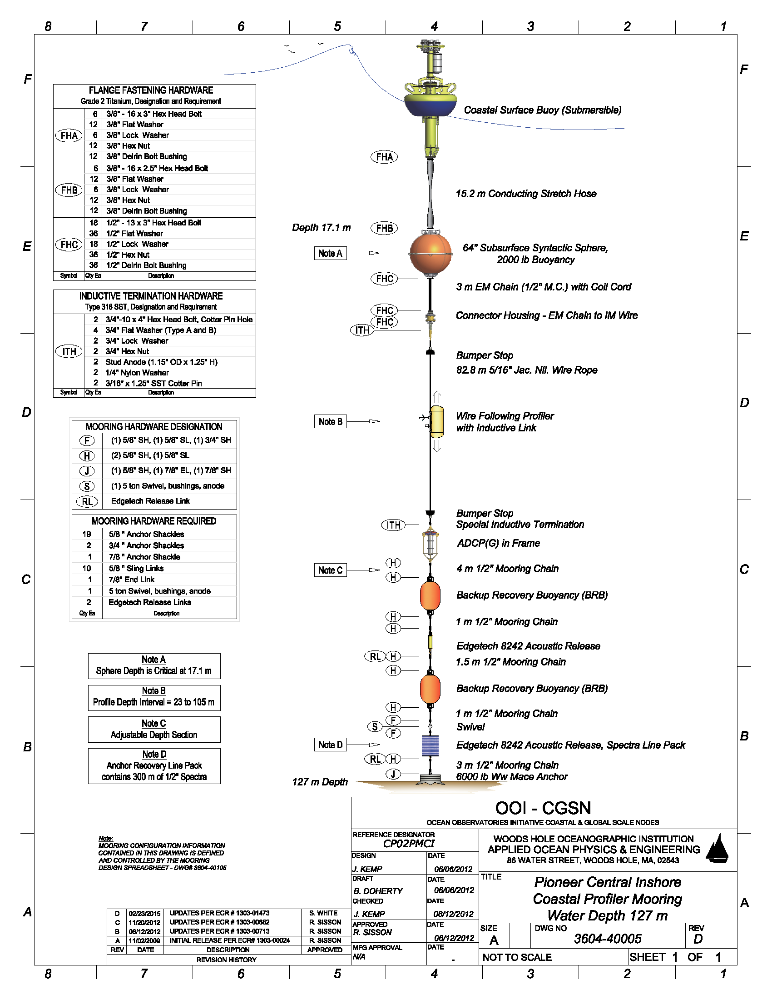 8 7 6 5 4 3 2 1
F
F
E
E
D
D
C
C
B
B
A
A
FLANGE FASTENING HARDWARE
Grade 2 Titanium, Designation and Requirement
FHA
6 3/8" - 16 x 3" Hex Head Bolt
12 3/8" Flat Washer
6 3/8" Lock Washer
12 3/8" Hex Nut
12 3/8" Delrin Bolt Bushing
FHB
6 3/8" - 16 x 2.5" Hex Head Bolt
12 3/8" Flat Washer
6 3/8" Lock Washer
12 3/8" Hex Nut
12 3/8" Delrin Bolt Bushing
FHC
18 1/2" - 13 x 3" Hex Head Bolt
36 1/2" Flat Washer
18 1/2" Lock Washer
36 1/2" Hex Nut
36 1/2" Delrin Bolt Bushing
Symbol Qty Ea Description
INDUCTIVE TERMINATION HARDWARE
Type 316 SST, Designation and Requirement
ITH
2 3/4"-10 x 4" Hex Head Bolt, Cotter Pin Hole
4 3/4" Flat Washer (Type A and B)
2 3/4" Lock Washer
2 3/4" Hex Nut
2 Stud Anode (1.15" OD x 1.25" H)
2 1/4" Nylon Washer
2 3/16" x 1.25" SST Cotter Pin
Symbol Qty Ea Description
MOORING HARDWARE DESIGNATION
F (1) 5/8" SH, (1) 5/8" SL, (1) 3/4" SH
H (2) 5/8" SH, (1) 5/8" SL
J (1) 5/8" SH, (1) 7/8" EL, (1) 7/8" SH
S (1) 5 ton Swivel, bushings, anode
RL Edgetech Release Link
MOORING HARDWARE REQUIRED
19 5/8 " Anchor Shackles
2 3/4 " Anchor Shackles
1 7/8 " Anchor Shackle
10 5/8 " Sling Links
1 7/8" End Link
1 5 ton Swivel, bushings, anode
2 Edgetech Release Links
Qty Ea Description
Note A
Sphere Depth is Critical at 17.1 m
Note B
Profile Depth Interval = 23 to 105 m
Note C
Adjustable Depth Section
Note D
Anchor Recovery Line Pack
contains 300 m of 1/2" Spectra
Coastal Surface Buoy (Submersible)
FHA
15.2 m Conducting Stretch Hose
Depth 17.1 m
FHB
Note A
64" Subsurface Syntactic Sphere,
2000 lb Buoyancy
FHC
3 m EM Chain (1/2" M.C.) with Coil Cord
FHC
Connector Housing - EM Chain to IM Wire
FHC
ITH
Bumper Stop
82.8 m 5/16" Jac. Nil. Wire Rope
Note B
Wire Following Profiler
with Inductive Link
Bumper Stop
ITH
Special Inductive Termination
ADCP(G) in Frame
H
Note C
4 m 1/2" Mooring Chain
H
Backup Recovery Buoyancy (BRB)
H
1 m 1/2" Mooring Chain
H
Edgetech 8242 Acoustic Release
RL H
1.5 m 1/2" Mooring Chain
H
Backup Recovery Buoyancy (BRB)
H
1 m 1/2" Mooring Chain
F
S
Swivel
F
Note D
Edgetech 8242 Acoustic Release, Spectra Line Pack
RL H
3 m 1/2" Mooring Chain
J
6000 lb Ww Mace Anchor
127 m Depth
Note:
MOORING CONFIGURATION INFORMATION
CONTAINED IN THIS DRAWING IS DEFINED
AND CONTROLLED BY THE MOORING
DESIGN SPREADSHEET - DWG# 3604-40105
D 02/23/2015 UPDATES PER ECR # 1303-01473 S. WHITE
C 11/20/2012 UPDATES PER ECR # 1303-00882 R. SISSON
B 06/12/2012 UPDATES PER ECR # 1303-00713 R. SISSON
A 11/02/2009 INITIAL RELEASE PER ECR# 1303-00024 R. SISSON
REV DATE DESCRIPTION APPROVED
REVISION HISTORY
OOI - CGSN
OCEAN OBSERVATORIES INITIATIVE COASTAL & GLOBAL SCALE NODES
REFERENCE DESIGNATOR
CP02PMCI
DESIGN DATE
J. KEMP 06/06/2012
DRAFT DATE
B. DOHERTY 06/06/2012
CHECKED DATE
J. KEMP 06/12/2012
APPROVED DATE
R. SISSON 06/12/2012
MFG APPROVAL DATE
N/A -
WOODS HOLE OCEANOGRAPHIC INSTITUTION
APPLIED OCEAN PHYSICS & ENGINEERING
86 WATER STREET, WOODS HOLE, MA, 02543
TITLE
Pioneer Central Inshore
Coastal Profiler Mooring
Water Depth 127 m
SIZE DWG NO REV
A 3604-40005 D
NOT TO SCALE SHEET 1 OF 1
8 7 6 5 4 3 2 1